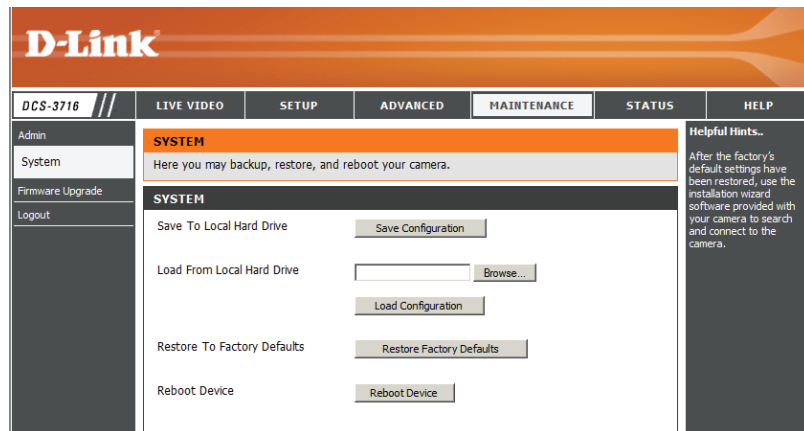 D-Link
DCS-3716 // LIVE VIDEO SETUP ADVANCED MAINTENANCE STATUS HELP
Admin
System
Firmware Upgrade
Logout
SYSTEM
Here you may backup, restore, and reboot your camera.
SYSTEM
Save To Local Hard Drive Save Configuration
Load From Local Hard Drive Browse...
Load Configuration
Restore To Factory Defaults Restore Factory Defaults
Reboot Device Reboot Device
Helpful Hints..
After the factory's
default settings have
been restored, use the
installation wizard
software provided with
your camera to search
and connect to the
camera.